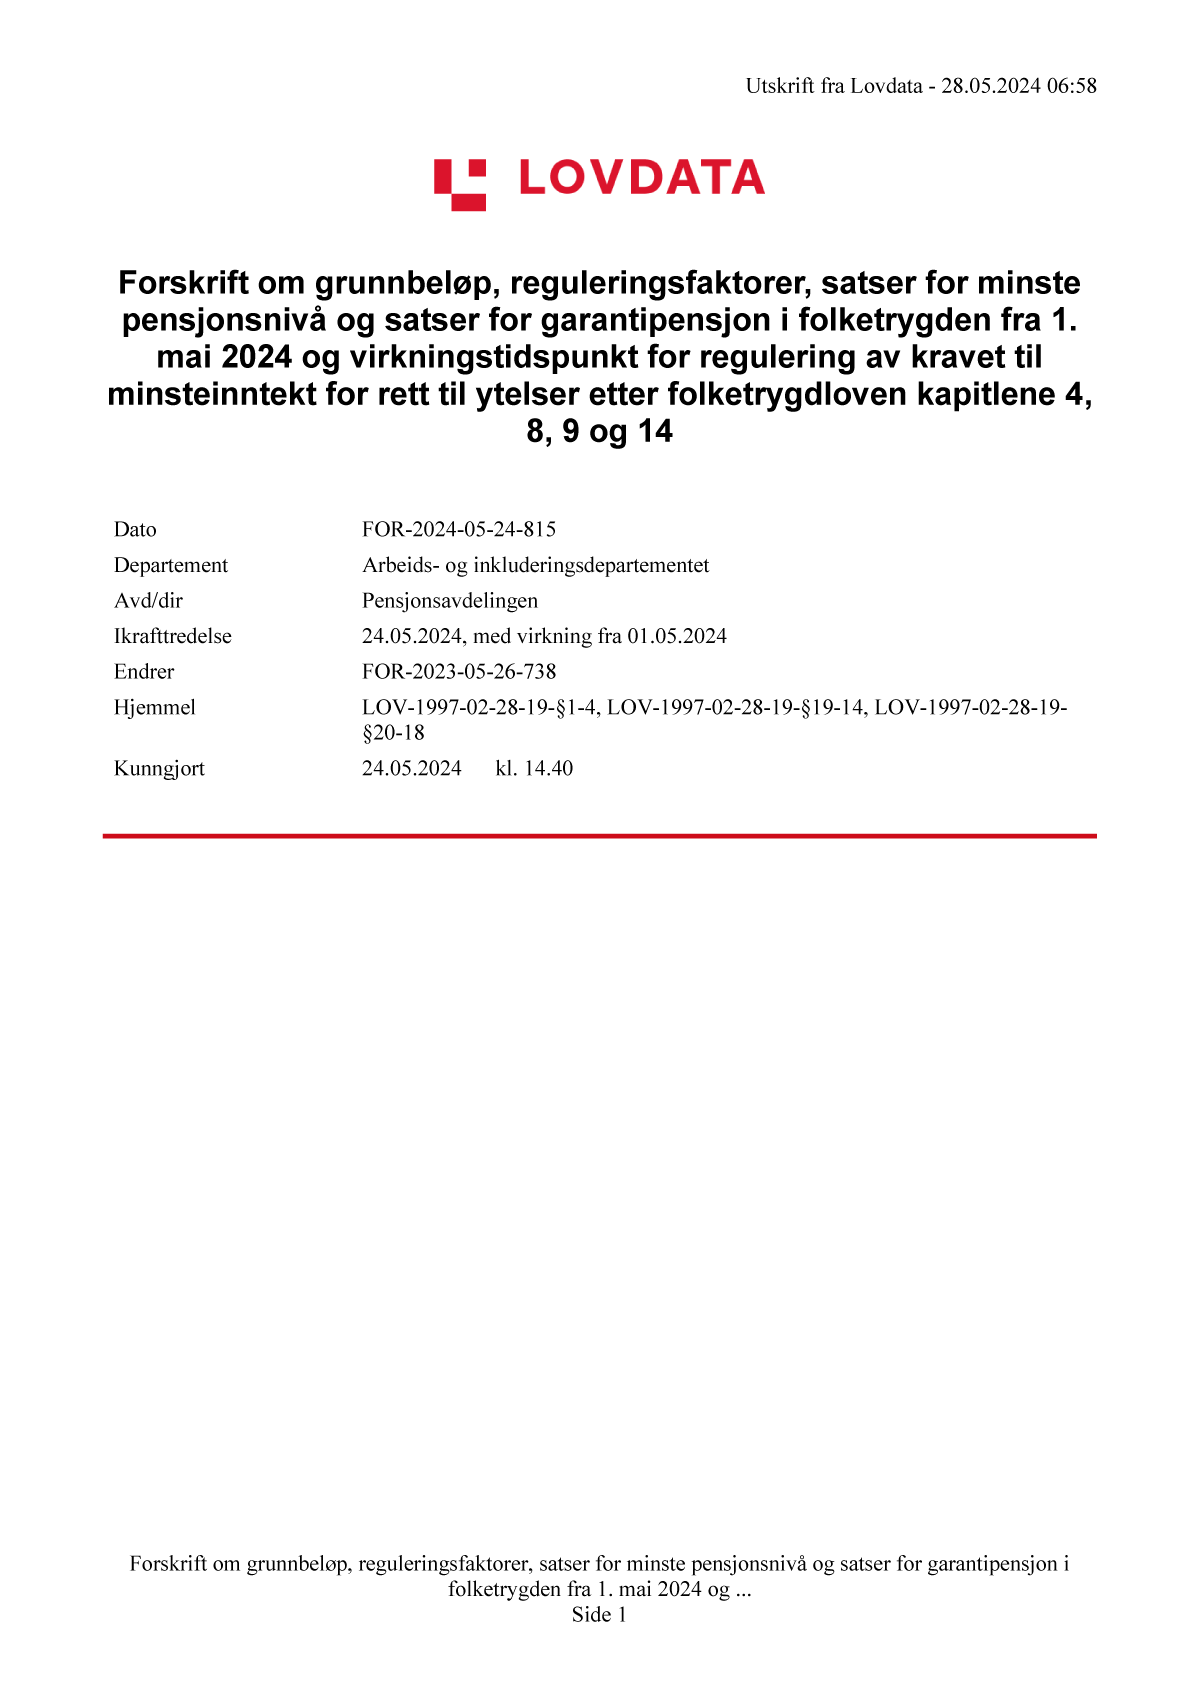 Utskrift fra Lovdata - 28.05.2024 06:58
LOVDATA
Forskrift om grunnbeløp, reguleringsfaktorer, satser for minste
pensjonsnivå og satser for garantipensjon i folketrygden fra 1.
mai 2024 og virkningstidspunkt for regulering av kravet til
minsteinntekt for rett til ytelser etter folketrygdloven kapitlene 4,
8, 9 og 14
Dato FOR-2024-05-24-815
Departement Arbeids- og inkluderingsdepartementet
Avd/dir Pensjonsavdelingen
Ikrafttredelse 24.05.2024, med virkning fra 01.05.2024
Endrer FOR-2023-05-26-738
Hjemmel LOV-1997-02-28-19-§1-4, LOV-1997-02-28-19-§19-14, LOV-1997-02-28-19-
§20-18
Kunngjort 24.05.2024 kl. 14.40
Forskrift om grunnbeløp, reguleringsfaktorer, satser for minste pensjonsnivå og satser for garantipensjon i
folketrygden fra 1. mai 2024 og ...
Side 1